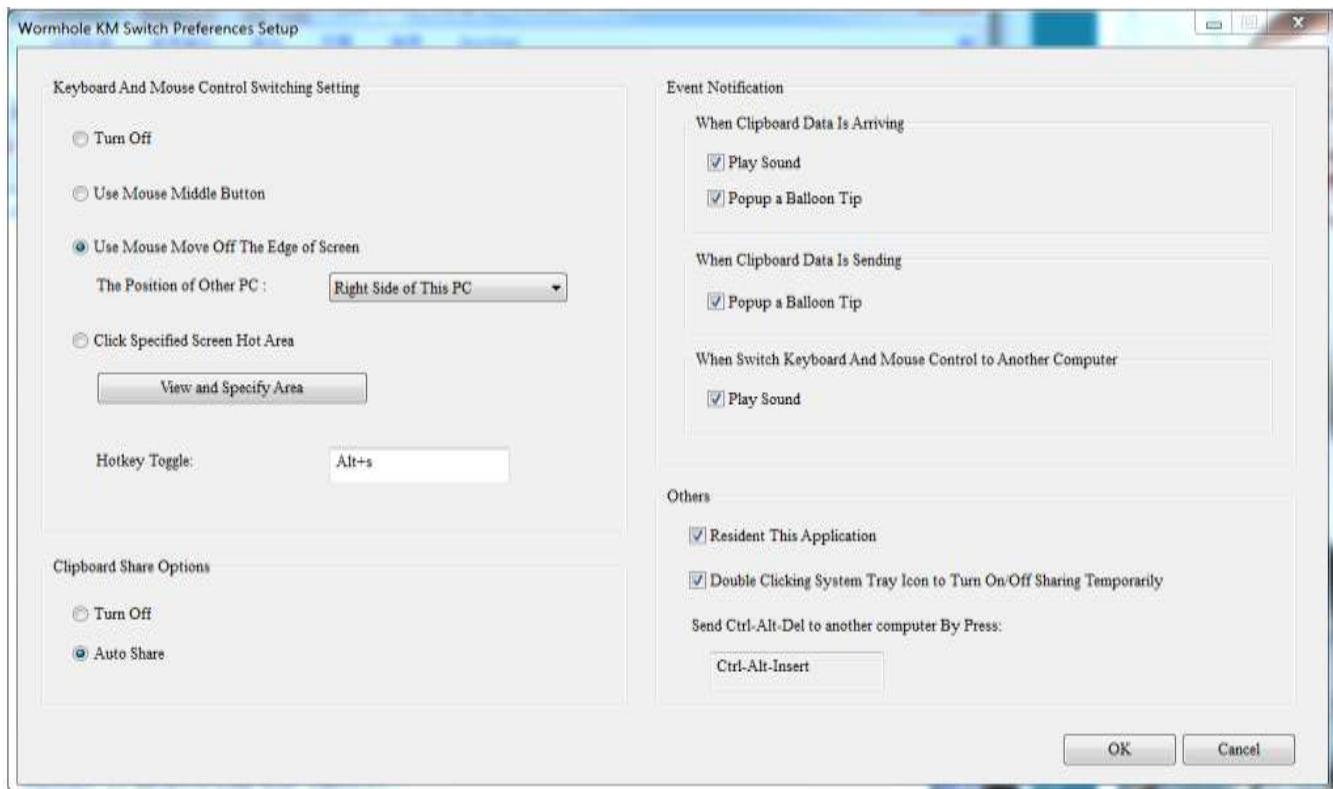 Wormhole KM Switch Preferences Setup
Keyboard And Mouse Control Switching Setting
Turn Off
Use Mouse Middle Button
Use Mouse Move Off The Edge of Screen
The Position of Other PC :
Right Side of This PC
Click Specified Screen Hot Area
View and Specify Area
Hotkey Toggle:
Alt+s
Clipboard Share Options
Turn Off
Auto Share
Event Notification
When Clipboard Data Is Arriving
Play Sound
Popup a Balloon Tip
When Clipboard Data Is Sending
Popup a Balloon Tip
When Switch Keyboard And Mouse Control to Another Computer
Play Sound
Others
Resident This Application
Double Clicking System Tray Icon to Turn On/Off Sharing Temporarily
Send Ctrl-Alt-Del to another computer By Press:
Ctrl-Alt-Insert
OK
Cancel